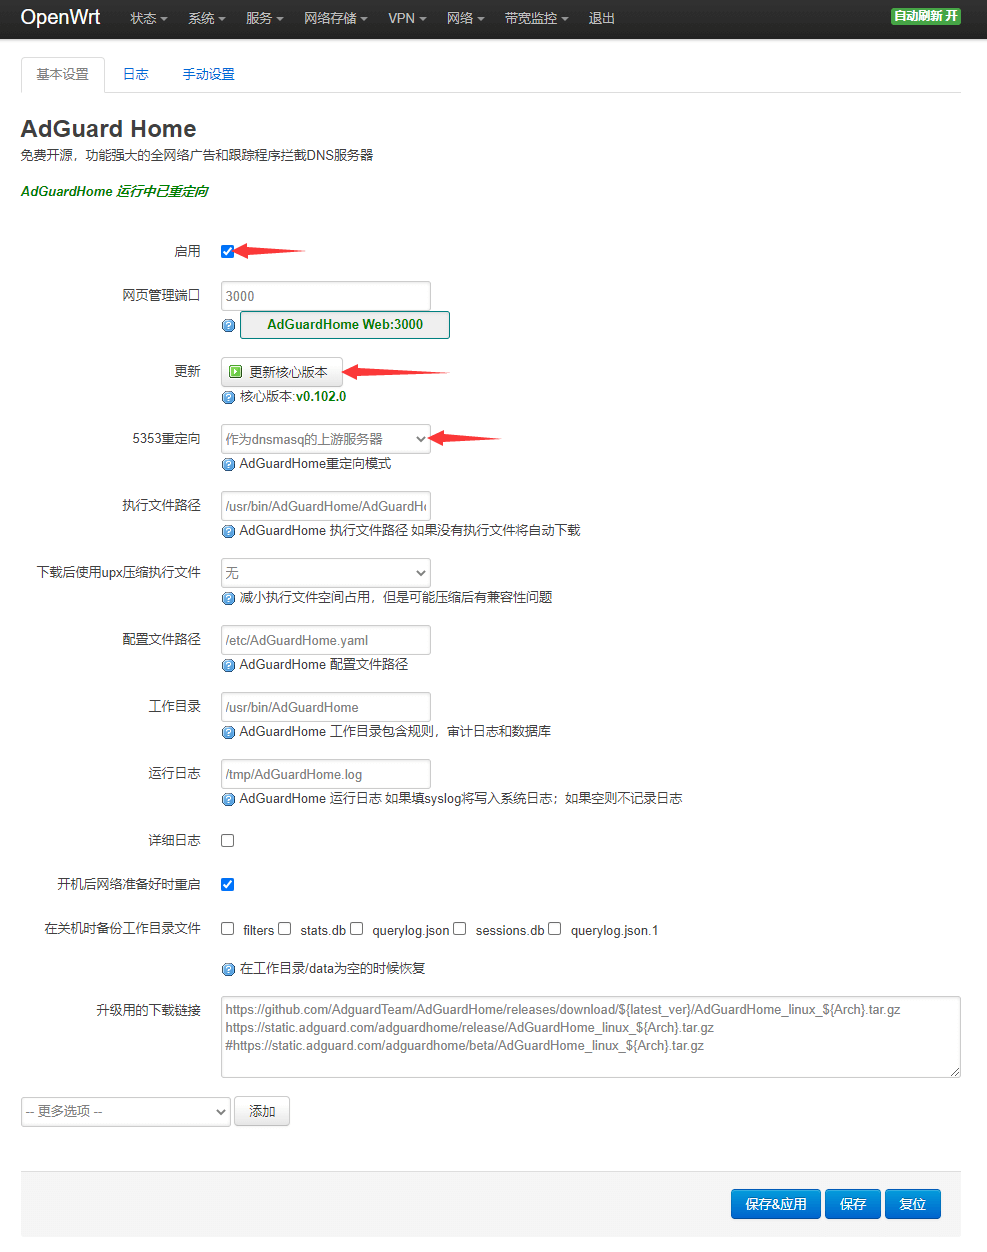 OpenWrt 状态 系统 服务 网络存储 VPN 网络 带宽监控 退出 自动刷新 开
基本设置 日志 手动设置
AdGuard Home
免费开源，功能强大的全网络广告和跟踪程序拦截DNS服务器
AdGuardHome 运行中已重定向
启用
网页管理端口 3000
AdGuardHome Web:3000
更新 更新核心版本
核心版本:v0.102.0
5353重定向 作为dnsmasq的上游服务器
AdGuardHome重定向模式
执行文件路径 /usr/bin/AdGuardHome/AdGuardHo
AdGuardHome 执行文件路径 如果没有执行文件将自动下载
下载后使用upx压缩执行文件 无
减小执行文件空间占用，但是可能压缩后有兼容性问题
配置文件路径 /etc/AdGuardHome.yaml
AdGuardHome 配置文件路径
工作目录 /usr/bin/AdGuardHome
AdGuardHome 工作目录包含规则，审计日志和数据库
运行日志 /tmp/AdGuardHome.log
AdGuardHome 运行日志 如果填syslog将写入系统日志；如果空则不记录日志
详细日志
开机后网络准备好时重启
在关机时备份工作目录文件 filters stats.db querylog.json sessions.db querylog.json.1
在工作目录/data为空的时候恢复
升级用的下载链接 https://github.com/AdguardTeam/AdGuardHome/releases/download/${latest_ver}/AdGuardHome_linux_${Arch}.tar.gz
https://static.adguard.com/adguardhome/release/AdGuardHome_linux_${Arch}.tar.gz
#https://static.adguard.com/adguardhome/beta/AdGuardHome_linux_${Arch}.tar.gz
-- 更多选项 -- 添加
保存&应用 保存 复位